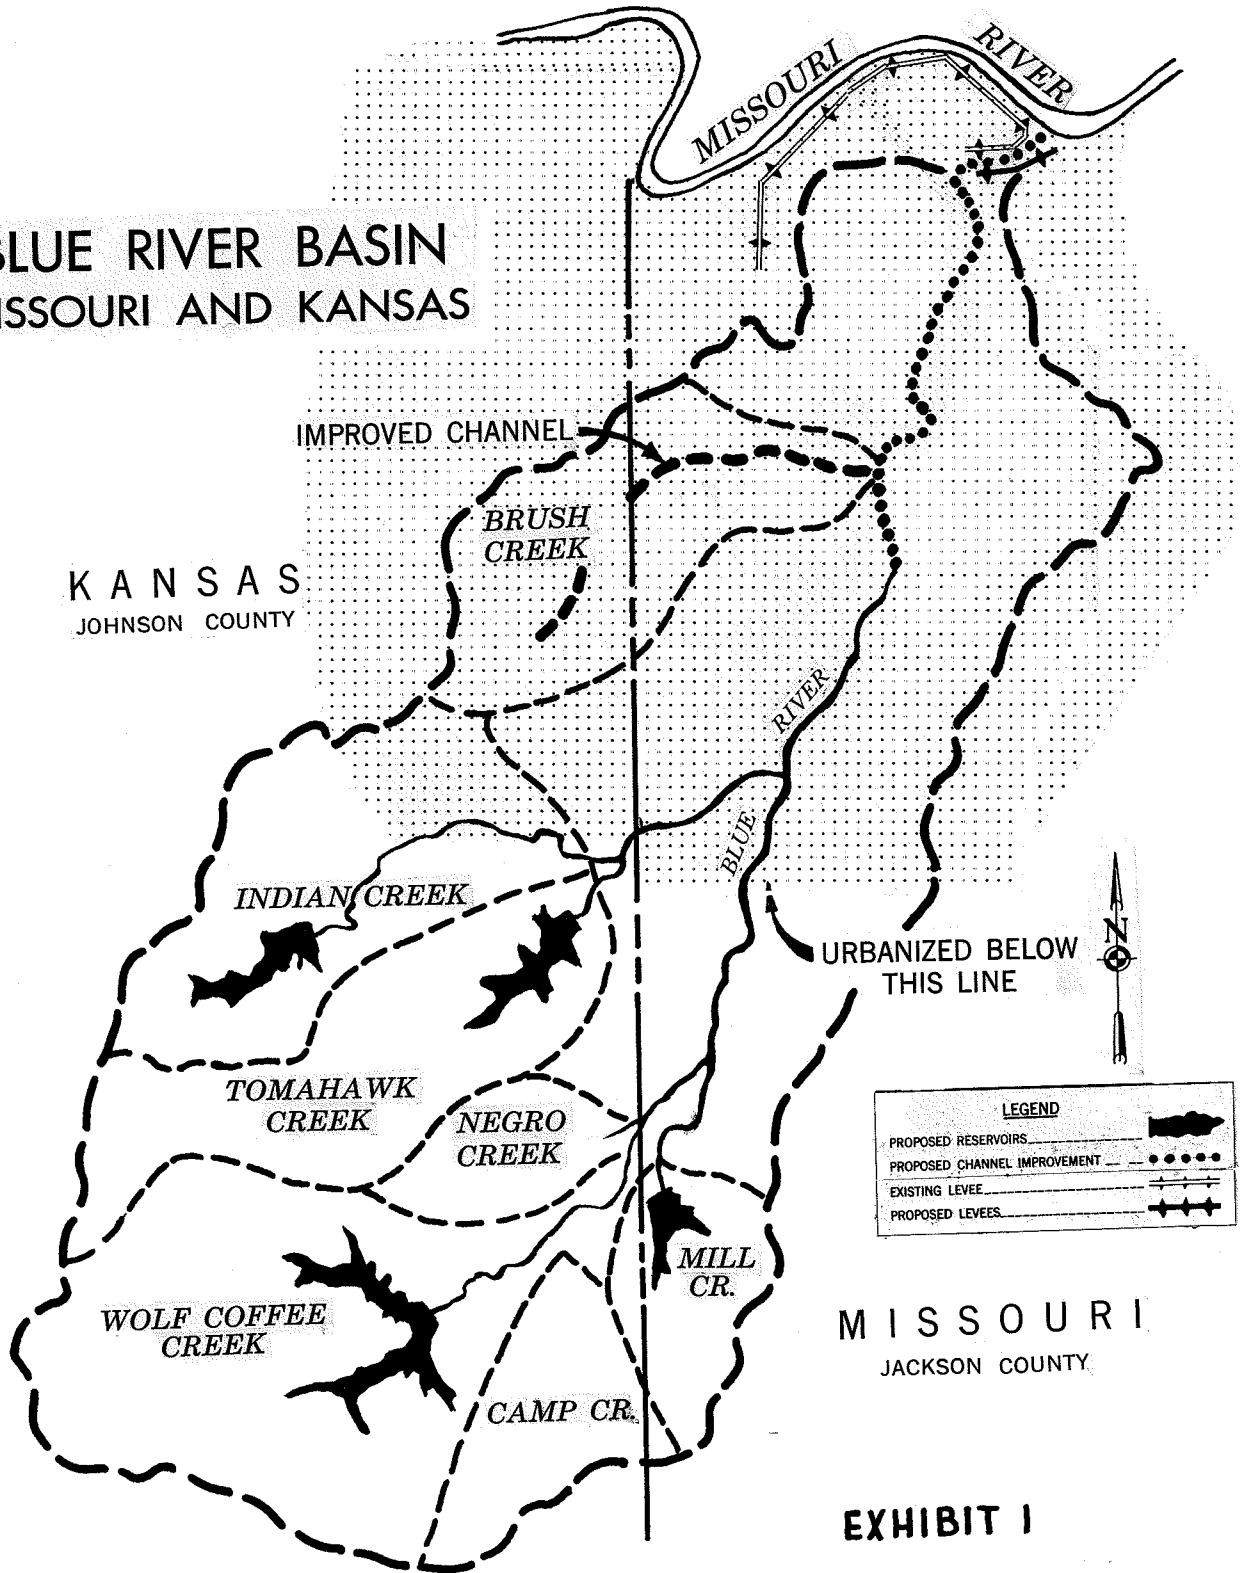 MISSOURI RIVER
BLUE RIVER BASIN
ISSOURI AND KANSAS
IMPROVED CHANNEL
BRUSH
CREEK
KANSAS
JOHNSON COUNTY
BLUE RIVER
INDIAN CREEK
URBANIZED BELOW
THIS LINE
N
TOMAHAWK
CREEK
NEGRO
CREEK
LEGEND
PROPOSED RESERVOIRS
PROPOSED CHANNEL IMPROVEMENT
EXISTING LEVEE
PROPOSED LEVEES
MILL
CR.
WOLF COFFEE
CREEK
MISSOURI
JACKSON COUNTY
CAMP CR.
EXHIBIT 1